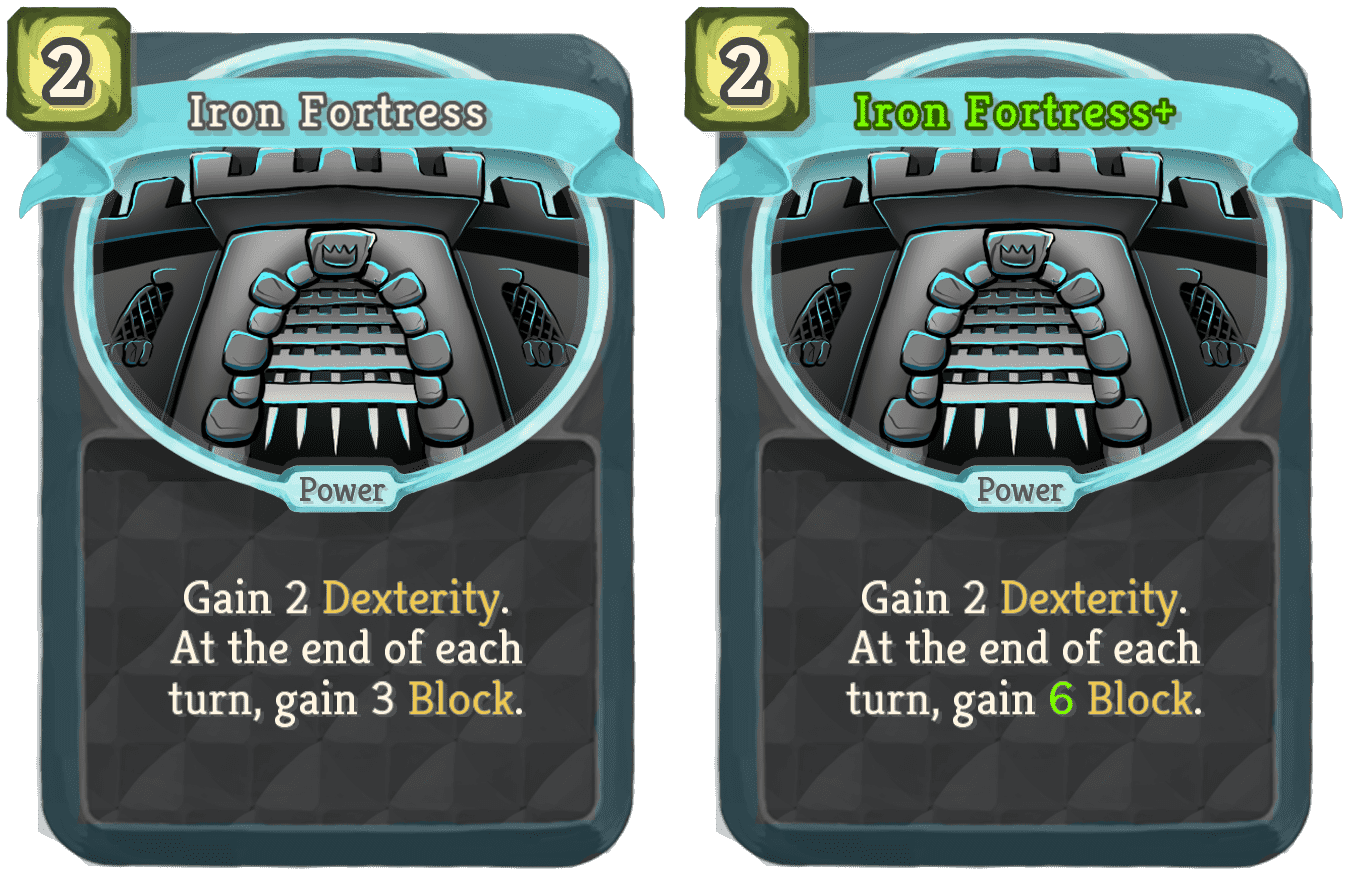 2
Iron Fortress
Power
Gain 2 Dexterity.
At the end of each
turn, gain 3 Block.
2
Iron Fortress+
Power
Gain 2 Dexterity.
At the end of each
turn, gain 6 Block.